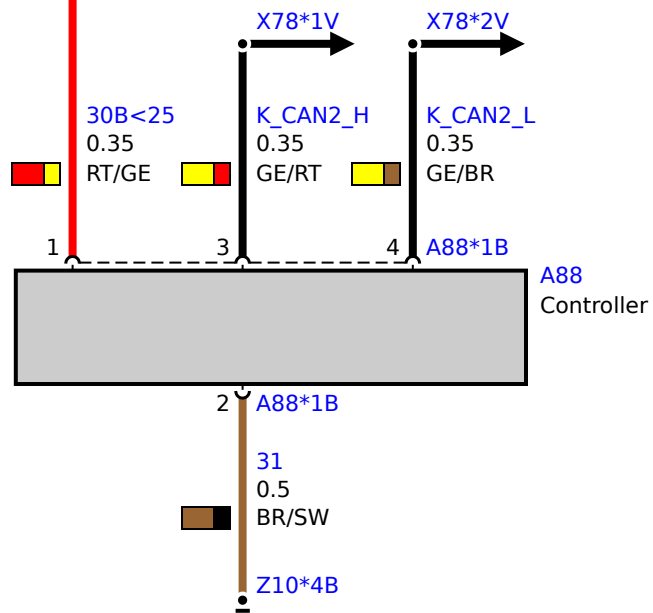 X78*1V
X78*2V
30B<25
0.35
RT/GE
K_CAN2_H
0.35
GE/RT
K_CAN2_L
0.35
GE/BR
1
3
4
A88*1B
A88
Controller
2
A88*1B
31
0.5
BR/SW
Z10*4B